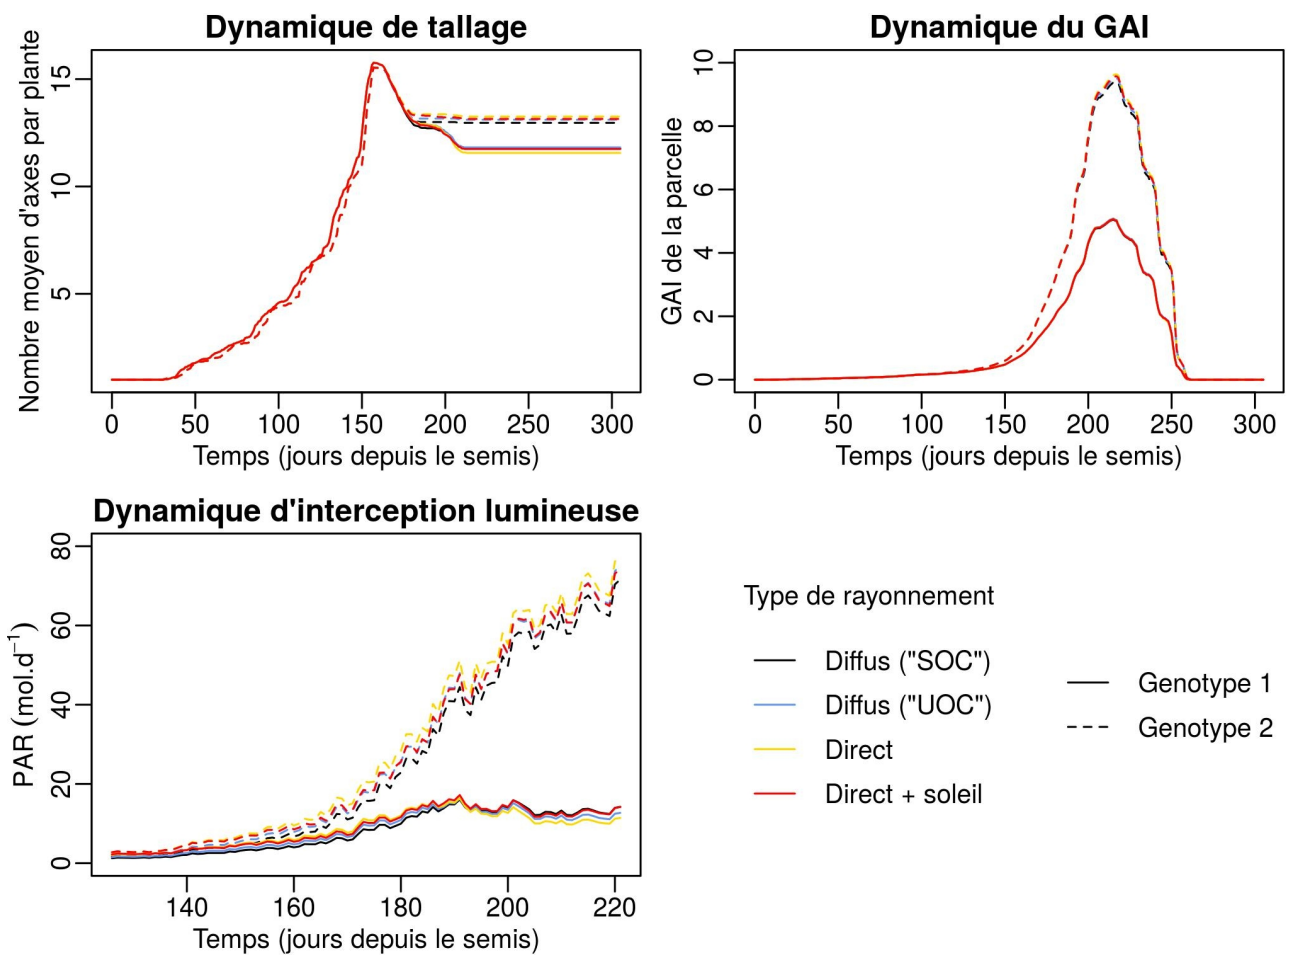 Dynamique de tallage
Nombre moyen d'axes par plante
15
10
5
0 50 100 150 200 250 300
Temps (jours depuis le semis)
Dynamique du GAI
GAI de la parcelle
10
8
6
4
2
0
0 50 100 150 200 250 300
Temps (jours depuis le semis)
Dynamique d'interception lumineuse
PAR (mol.d⁻¹)
80
60
40
20
0
140 160 180 200 220
Temps (jours depuis le semis)
Type de rayonnement
Diffus ("SOC")
Diffus ("UOC")
Direct
Direct + soleil
Genotype 1
Genotype 2